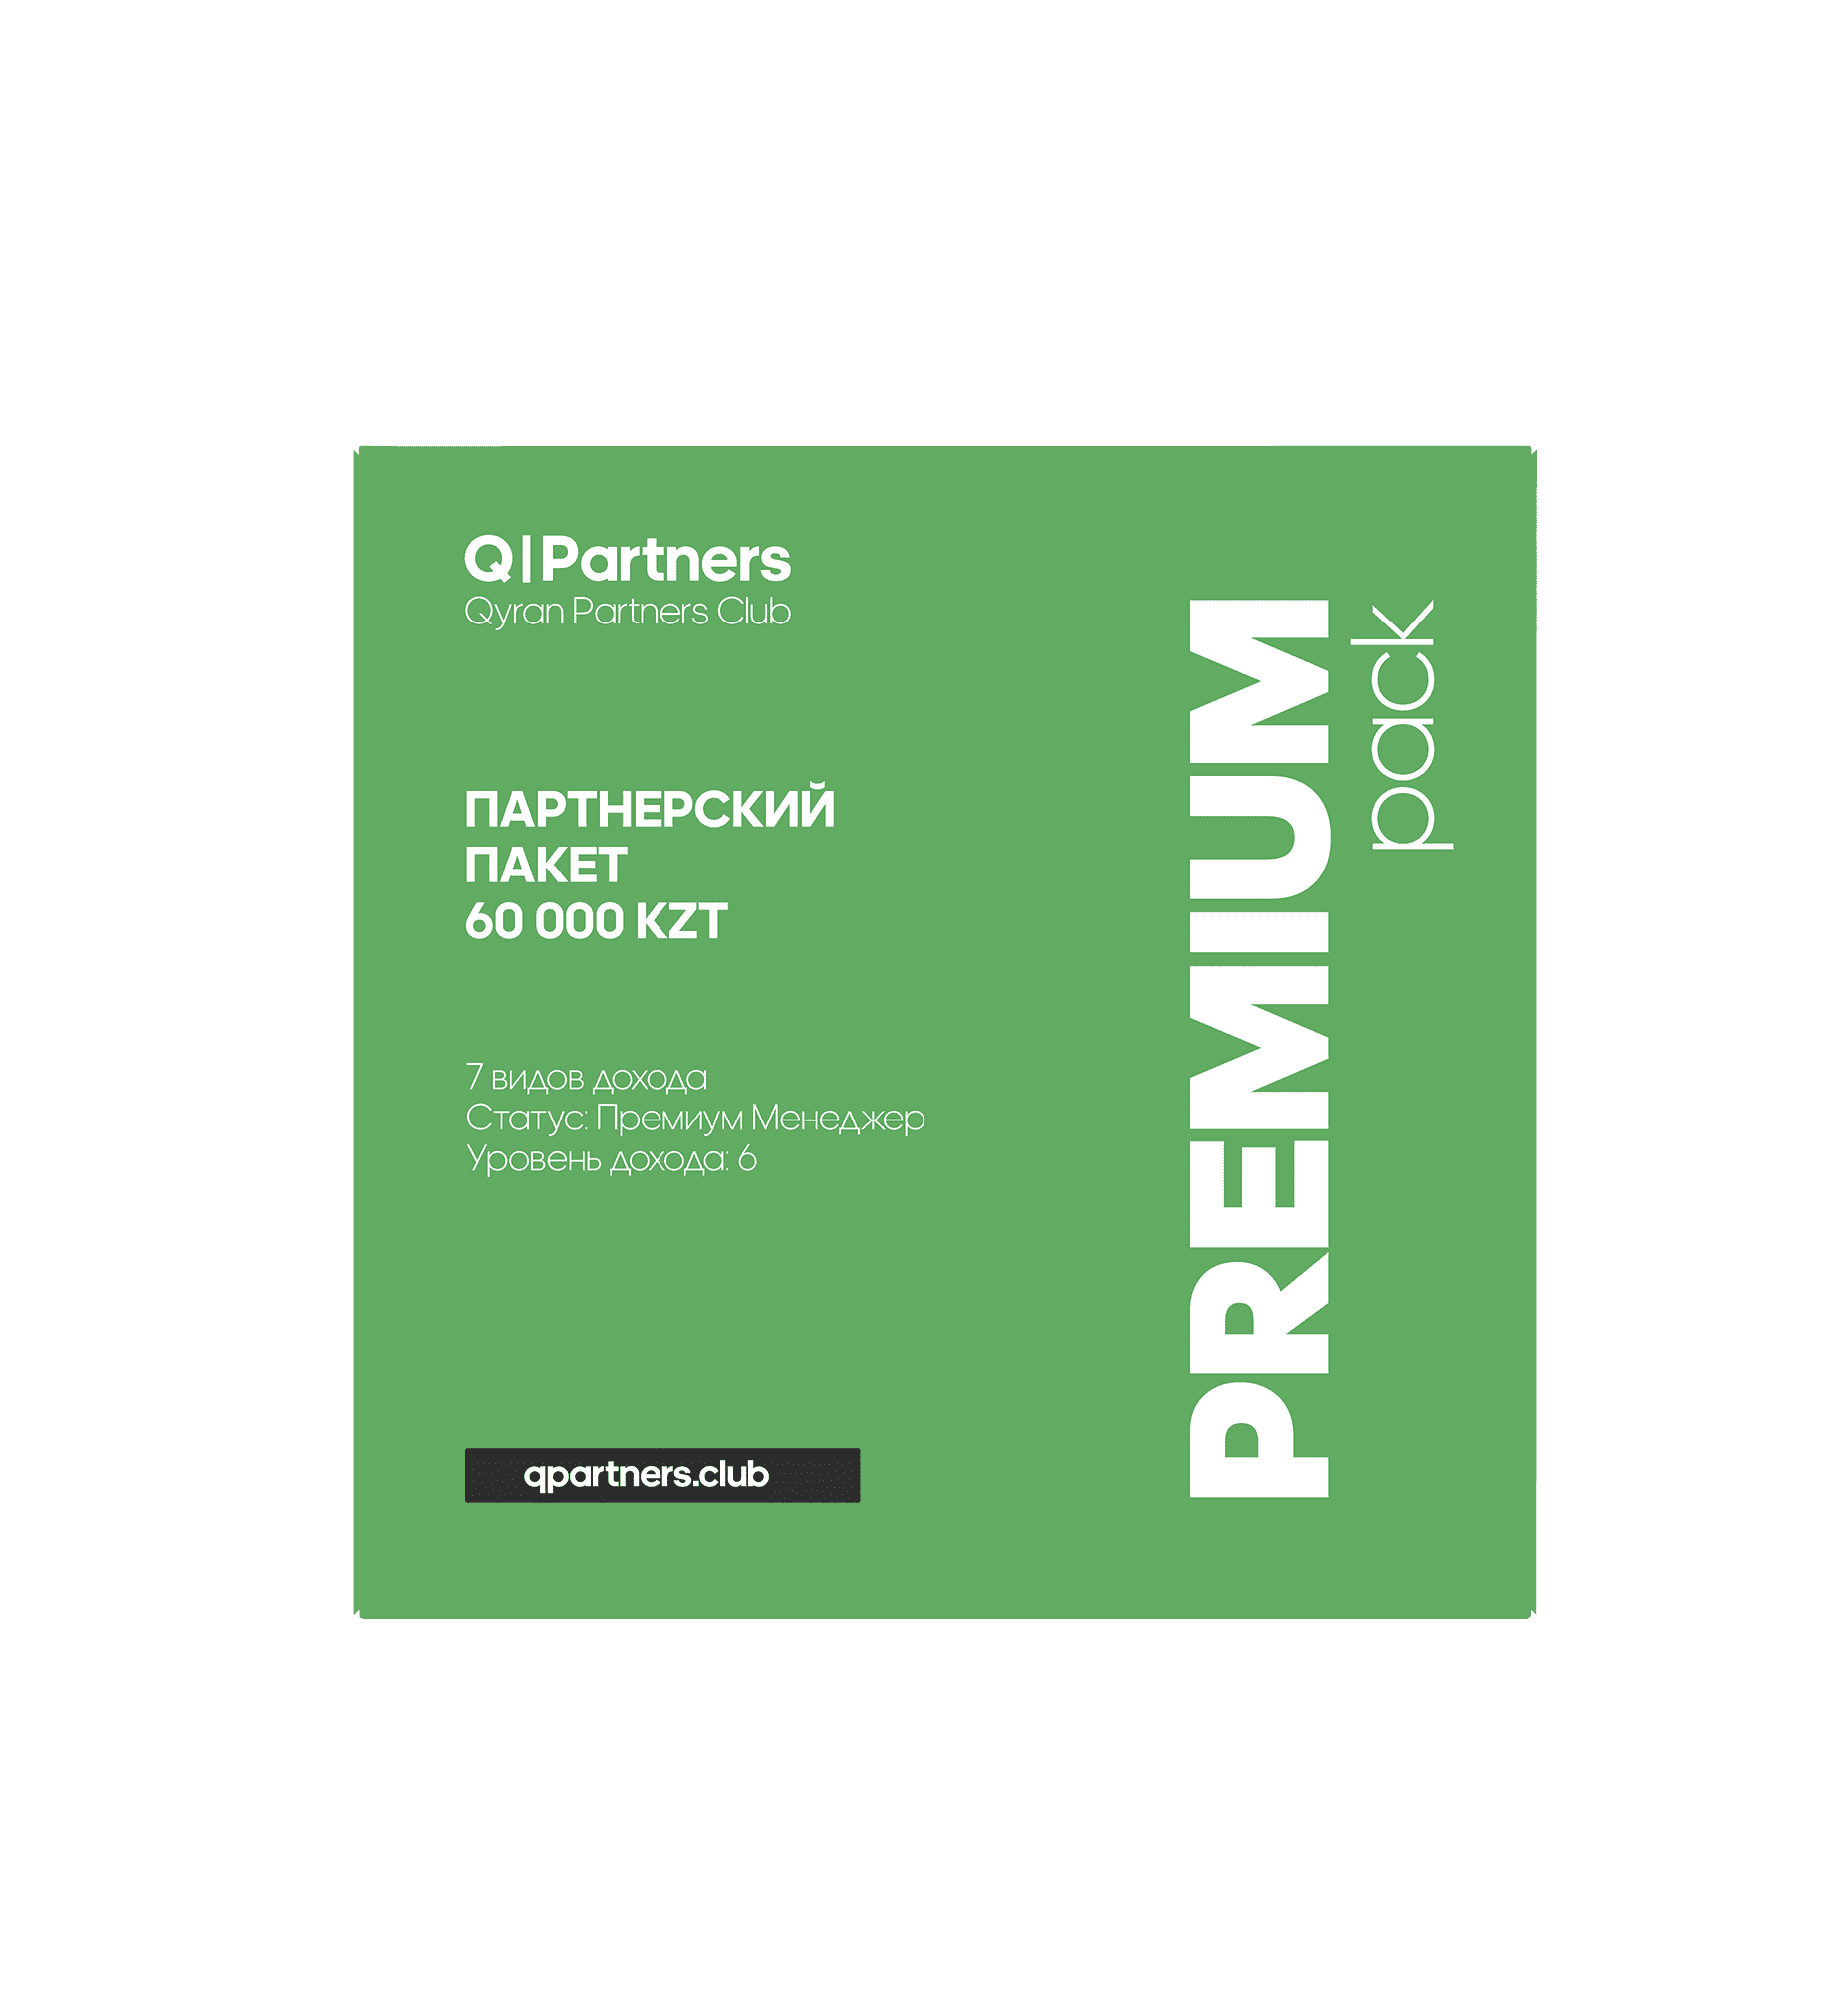 Q|Partners
Qyran Partners Club
ПАРТНЕРСКИЙ
ПАКЕТ
60 000 KZT
7 видов дохода
Статус: Премиум Менеджер
Уровень дохода: 6
qpartners.club
PREMIUM
pack